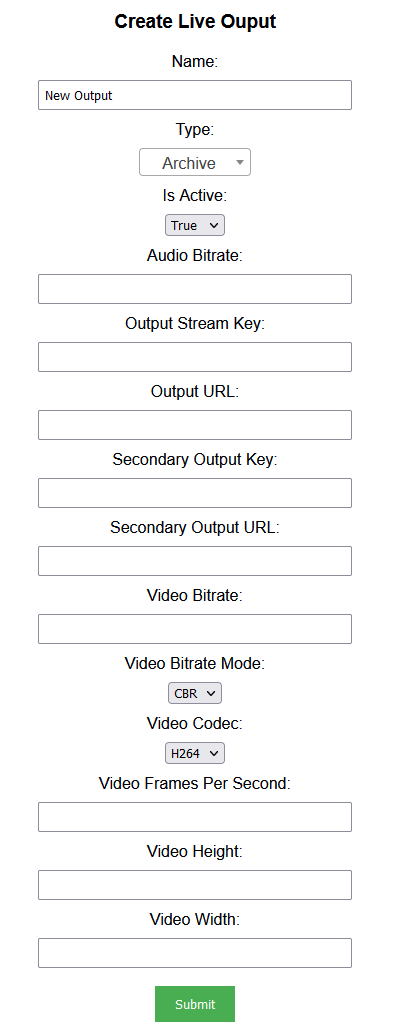 Create Live Ouput
Name:
New Output
Type:
Archive
Is Active:
True
Audio Bitrate:
Output Stream Key:
Output URL:
Secondary Output Key:
Secondary Output URL:
Video Bitrate:
Video Bitrate Mode:
CBR
Video Codec:
H264
Video Frames Per Second:
Video Height:
Video Width:
Submit